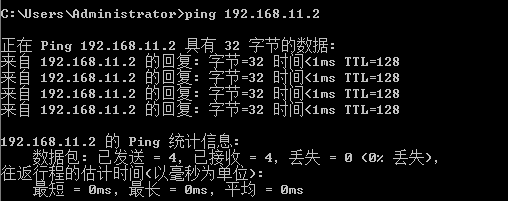 C:\Users\Administrator>ping 192.168.11.2
正在 Ping 192.168.11.2 具有 32 字节的数据:
来自 192.168.11.2 的回复: 字节=32 时间<1ms TTL=128
来自 192.168.11.2 的回复: 字节=32 时间<1ms TTL=128
来自 192.168.11.2 的回复: 字节=32 时间<1ms TTL=128
来自 192.168.11.2 的回复: 字节=32 时间<1ms TTL=128
192.168.11.2 的 Ping 统计信息:
数据包: 已发送 = 4, 已接收 = 4, 丢失 = 0 (0% 丢失),
往返行程的估计时间(以毫秒为单位):
最短 = 0ms, 最长 = 0ms, 平均 = 0ms